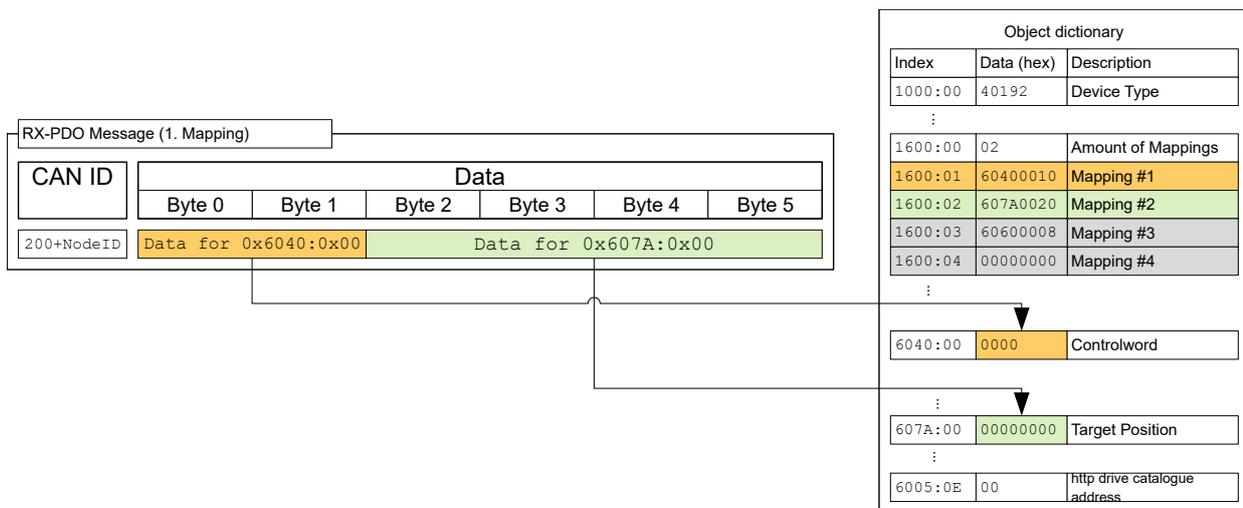 RX-PDO Message (1. Mapping)
CAN ID
Data
Byte 0 Byte 1 Byte 2 Byte 3 Byte 4 Byte 5
200+NodeID Data for 0x6040:0x00 Data for 0x607A:0x00
Object dictionary
Index Data (hex) Description
1000:00 40192 Device Type
⋮
1600:00 02 Amount of Mappings
1600:01 60400010 Mapping #1
1600:02 607A0020 Mapping #2
1600:03 60600008 Mapping #3
1600:04 00000000 Mapping #4
⋮
6040:00 0000 Controlword
⋮
607A:00 00000000 Target Position
⋮
6005:0E 00 http drive catalogue
address